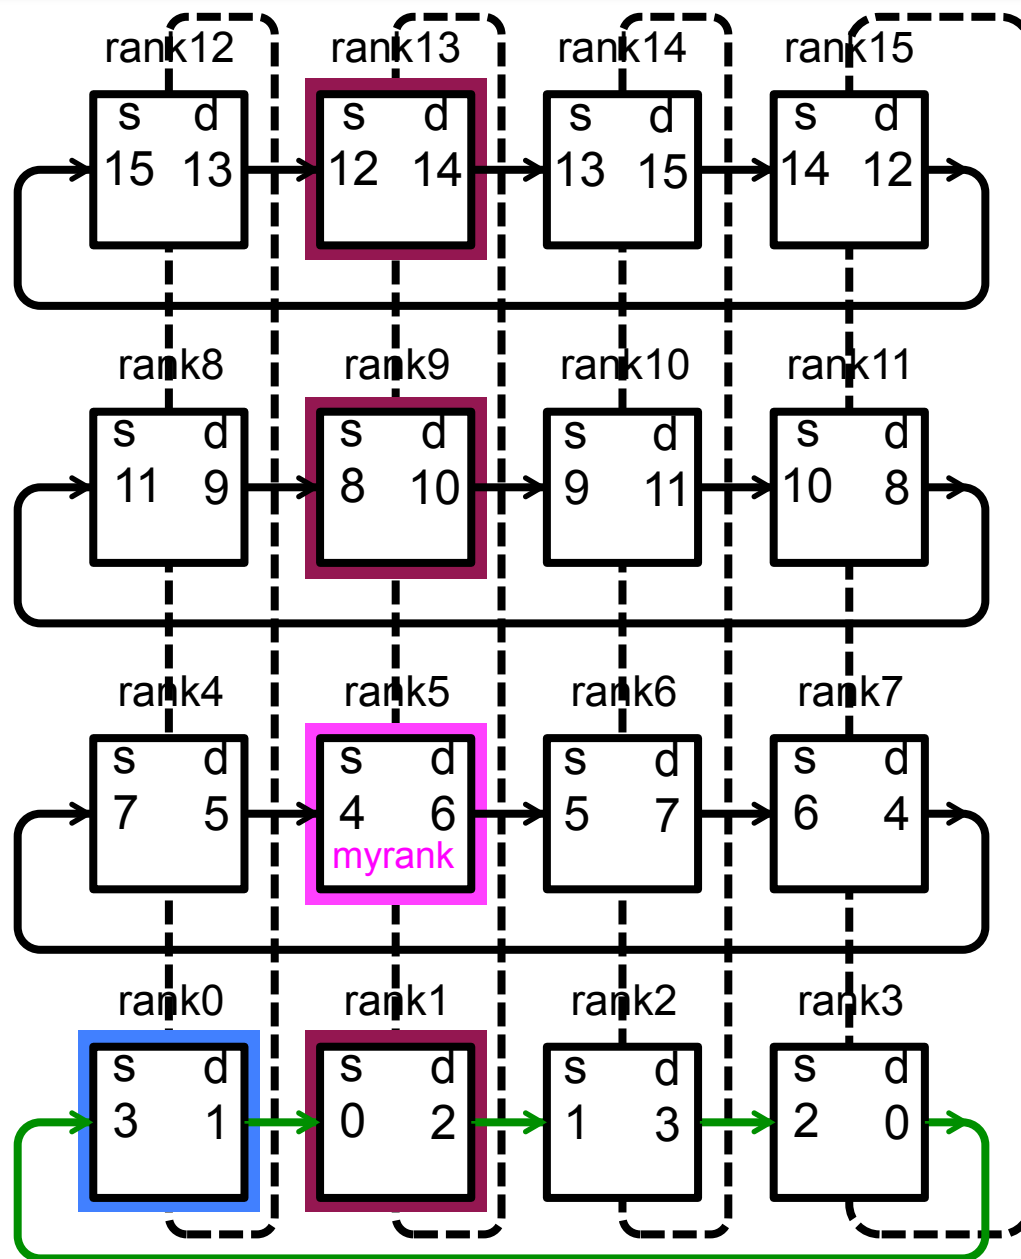 rank12 rank13 rank14 rank15
s d s d s d s d
15 13 12 14 13 15 14 12
rank8 rank9 rank10 rank11
s d s d s d s d
11 9 8 10 9 11 10 8
rank4 rank5 rank6 rank7
s d s d s d s d
7 5 4 6 5 7 6 4
myrank
rank0 rank1 rank2 rank3
s d s d s d s d
3 1 0 2 1 3 2 0